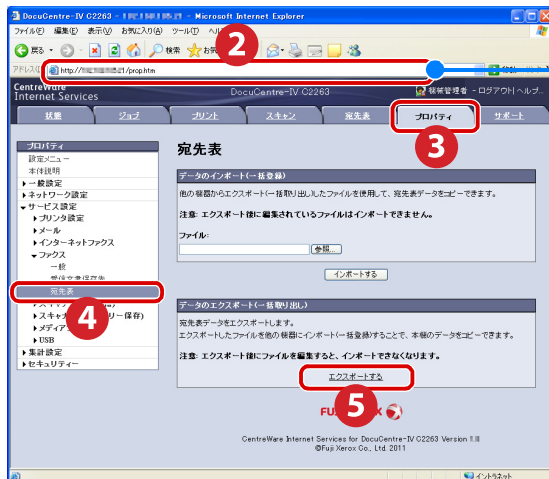 DocuCentre-IV C2263 - - Microsoft Internet Explorer
ファイル(F) 編集(E) 表示(V) お気に入り(A) ツール(T)
戻る 検索
2
http:// /prop.htm
CentreWare
Internet Services
DocuCentre-IV C2263
機械管理者 - ログアウト ヘルプ...
状態 ジョブ プリント スキャン 宛先表 プロパティ サポート
3
プロパティ
設定メニュー
本体説明
一般設定
ネットワーク設定
サービス設定
プリンタ設定
メール
インターネットファクス
ファクス
一般
宛先表
4
メディア
USB
集計設定
セキュリティー
宛先表
データのインポート(一括登録)
他の機器からエクスポート(一括取り出し)したファイルを使用して、宛先表データをコピーできます。
注意: エクスポート後に編集されているファイルはインポートできません。
ファイル:
参照...
インポートする
データのエクスポート(一括取り出し)
宛先表データをエクスポートします。
エクスポートしたファイルを他の機器にインポート(一括登録)することで、本機のデータをコピーできます。
注意: エクスポート後にファイルを編集すると、インポートできなくなります。
エクスポートする
5
CentreWare Internet Services for DocuCentre-IV C2263 Version 1.11
©Fuji Xerox Co., Ltd. 2011
イントラネット